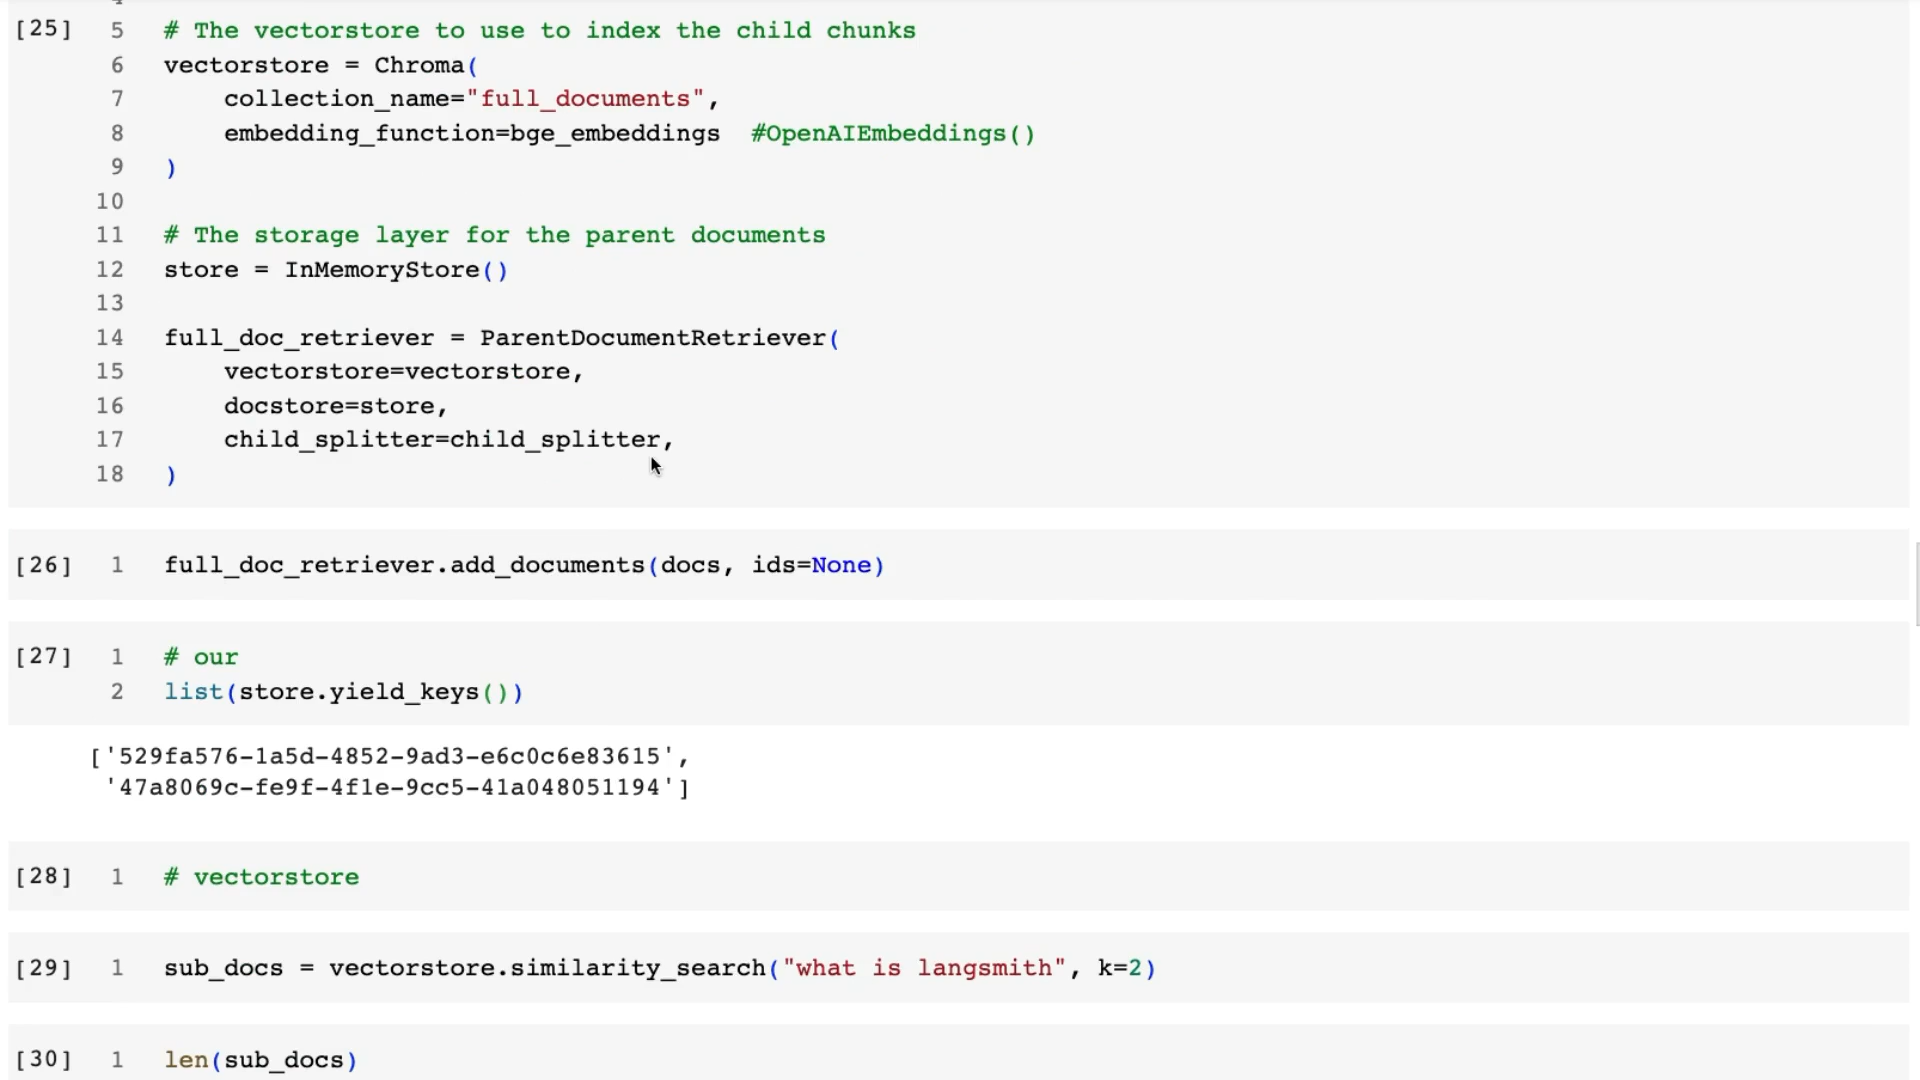 [25] 5 # The vectorstore to use to index the child chunks
6 vectorstore = Chroma(
7 collection_name="full_documents",
8 embedding_function=bge_embeddings  #OpenAIEmbeddings()
9 )
10
11 # The storage layer for the parent documents
12 store = InMemoryStore()
13
14 full_doc_retriever = ParentDocumentRetriever(
15 vectorstore=vectorstore,
16 docstore=store,
17 child_splitter=child_splitter,
18 )
[26] 1 full_doc_retriever.add_documents(docs, ids=None)
[27] 1 # our
2 list(store.yield_keys())
['529fa576-1a5d-4852-9ad3-e6c0c6e83615',
'47a8069c-fe9f-4f1e-9cc5-41a048051194']
[28] 1 # vectorstore
[29] 1 sub_docs = vectorstore.similarity_search("what is langsmith", k=2)
[30] 1 len(sub_docs)